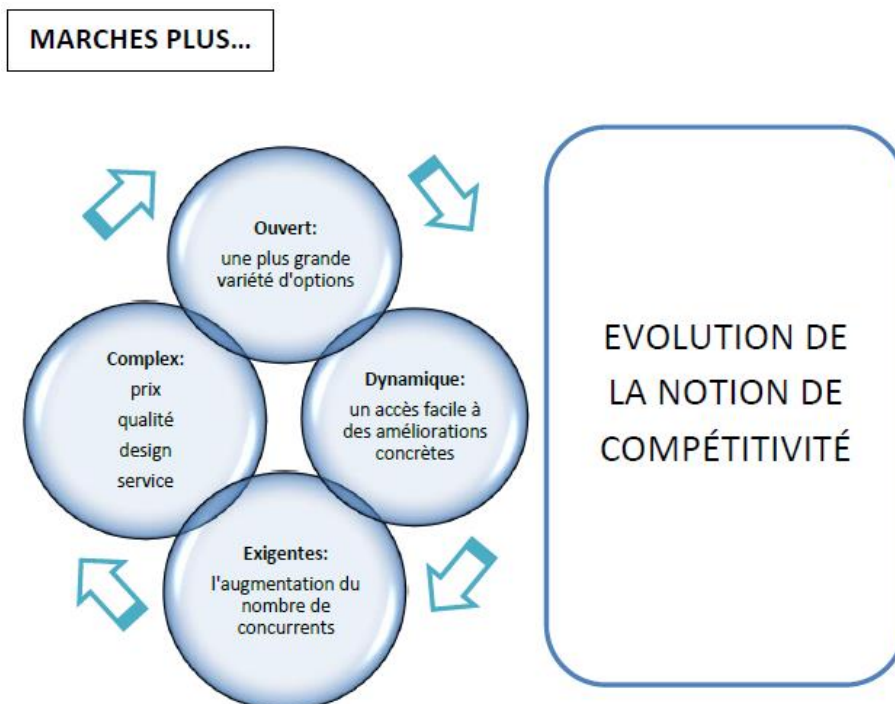 MARCHES PLUS...
Ouvert:
une plus grande
variété d'options
Complex:
prix
qualité
design
service
Dynamique:
un accès facile à
des améliorations
concrètes
Exigentes:
l'augmentation du
nombre de
concurrents
EVOLUTION DE
LA NOTION DE
COMPÉTITIVITÉ